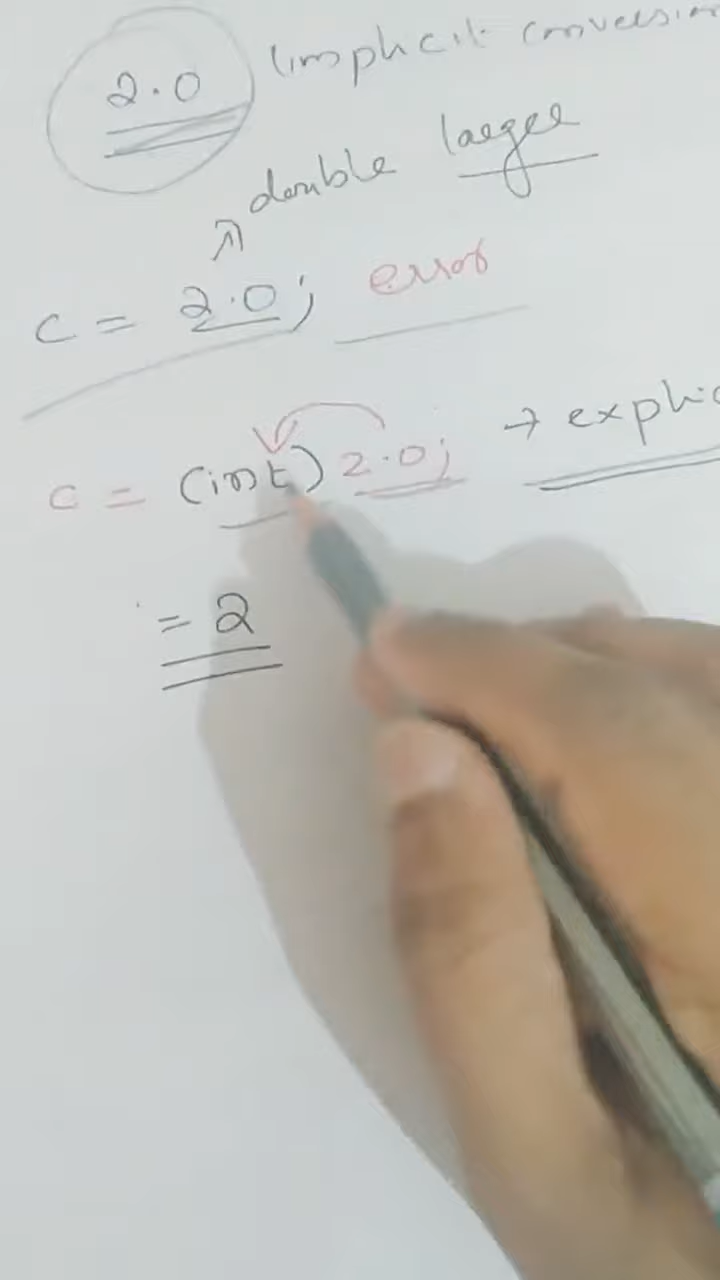 2.0 (implicit conversion
double larger
c = 2.0; error
c = (int) 2.0; → explic
= 2